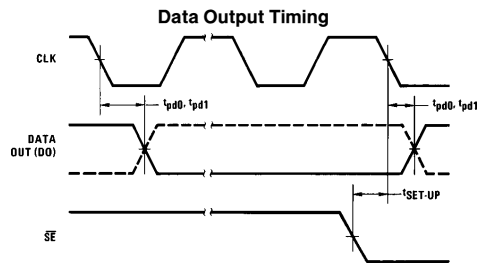 Data Output Timing
CLK
tpd0, tpd1
tpd0, tpd1
DATA
OUT (DO)
tSET-UP
SE